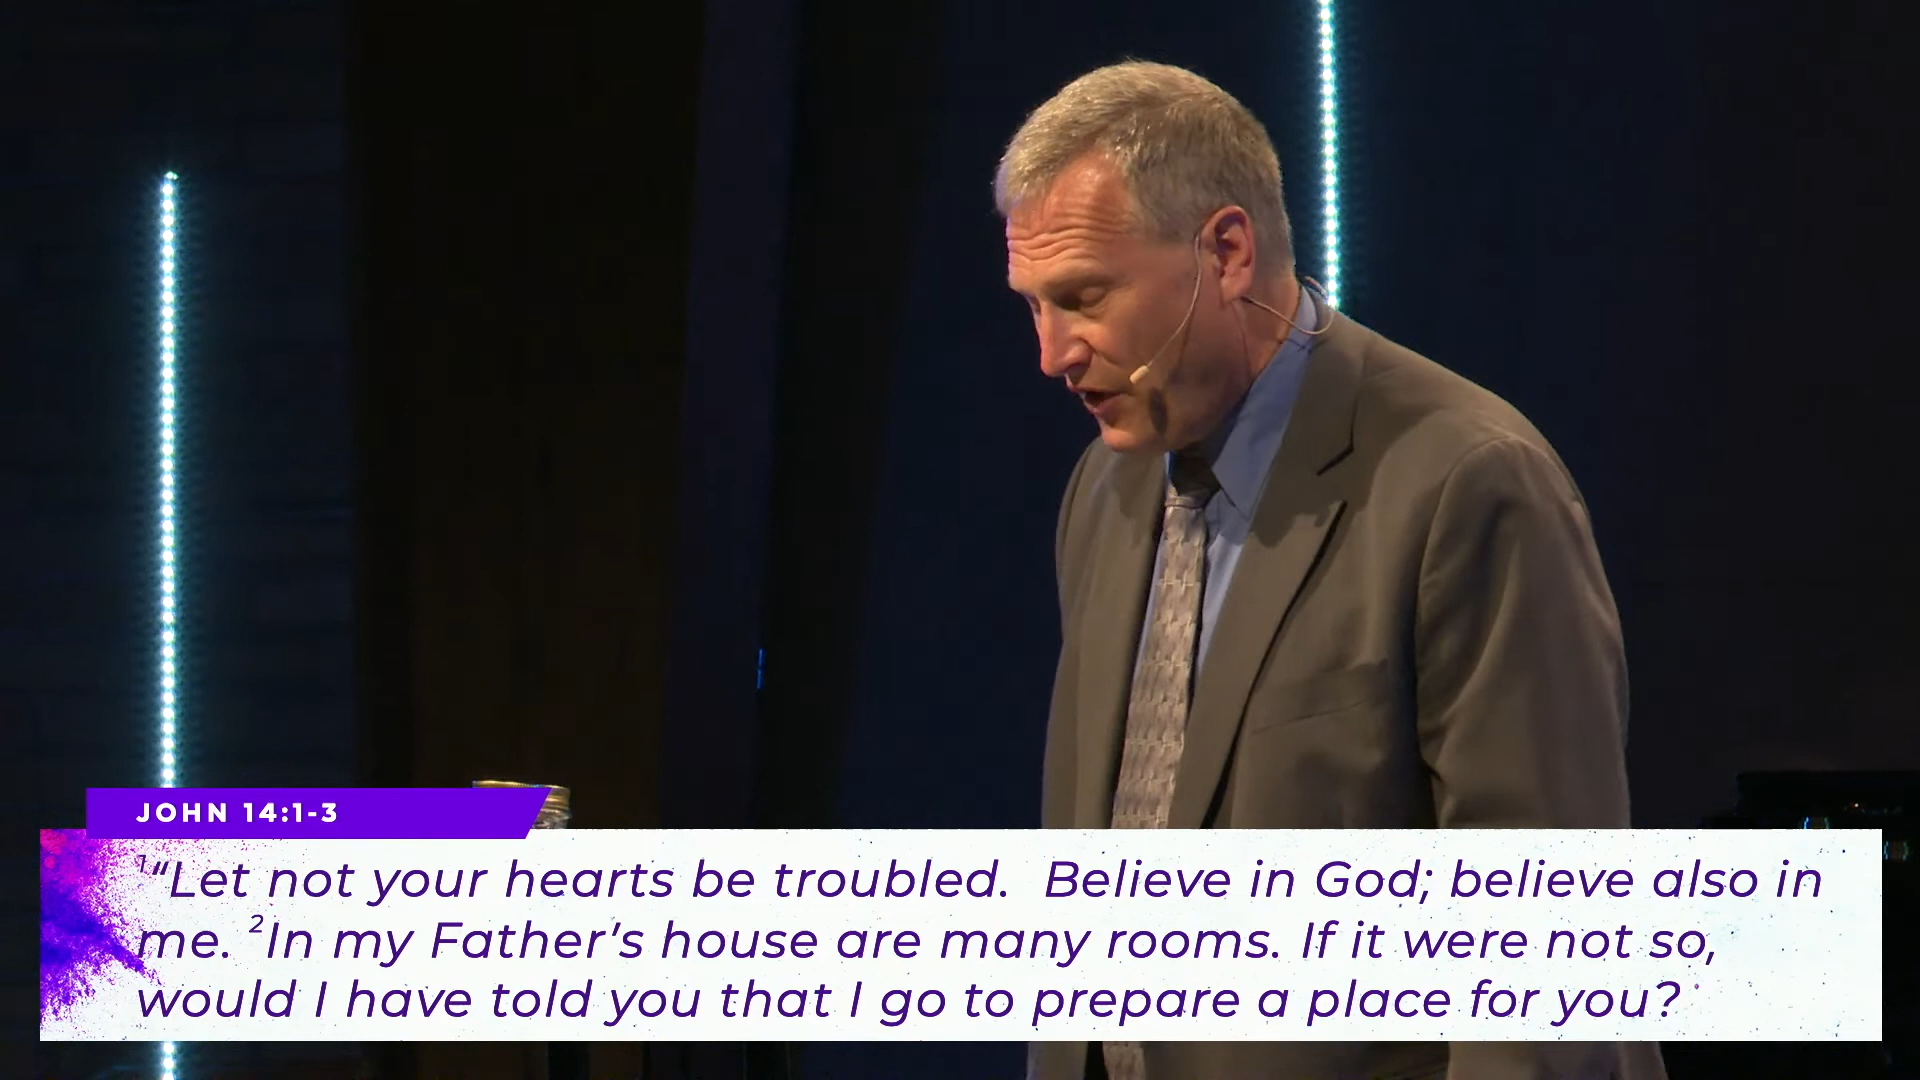 JOHN 14:1-3
¹“Let not your hearts be troubled.  Believe in God; believe also in
me. ²In my Father’s house are many rooms. If it were not so,
would I have told you that I go to prepare a place for you?